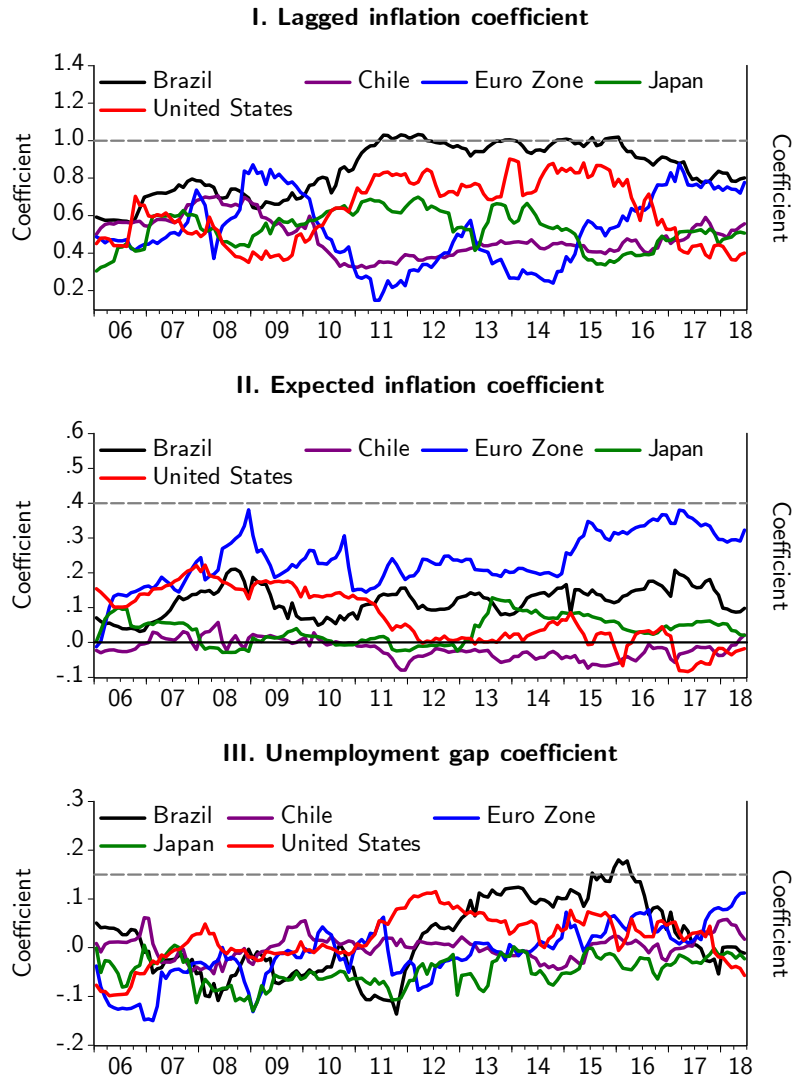 I. Lagged inflation coefficient
1.4
1.2
1.0
0.8
0.6
0.4
0.2
Coefficient
Coefficient
Brazil Chile Euro Zone Japan
United States
06 07 08 09 10 11 12 13 14 15 16 17 18
II. Expected inflation coefficient
.6
.5
.4
.3
.2
.1
.0
-.1
Coefficient
Coefficient
Brazil Chile Euro Zone Japan
United States
06 07 08 09 10 11 12 13 14 15 16 17 18
III. Unemployment gap coefficient
.3
.2
.1
.0
-.1
-.2
Coefficient
Coefficient
Brazil Chile Euro Zone
Japan United States
06 07 08 09 10 11 12 13 14 15 16 17 18